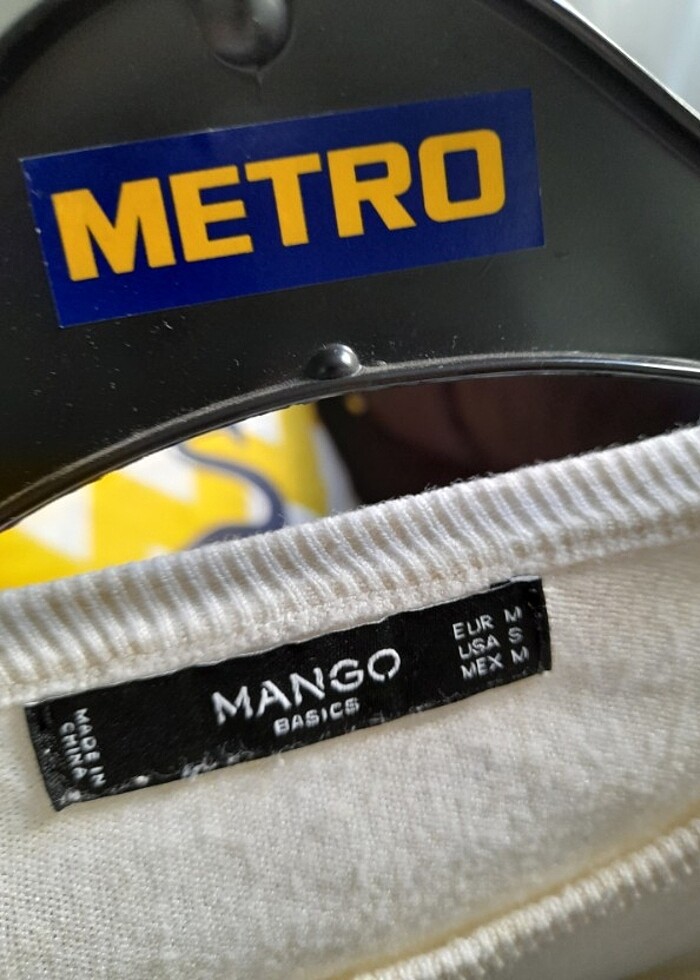 METRO
MANGO
BASICS
EUR M
USA S
MEX M
MADE IN
CHINA